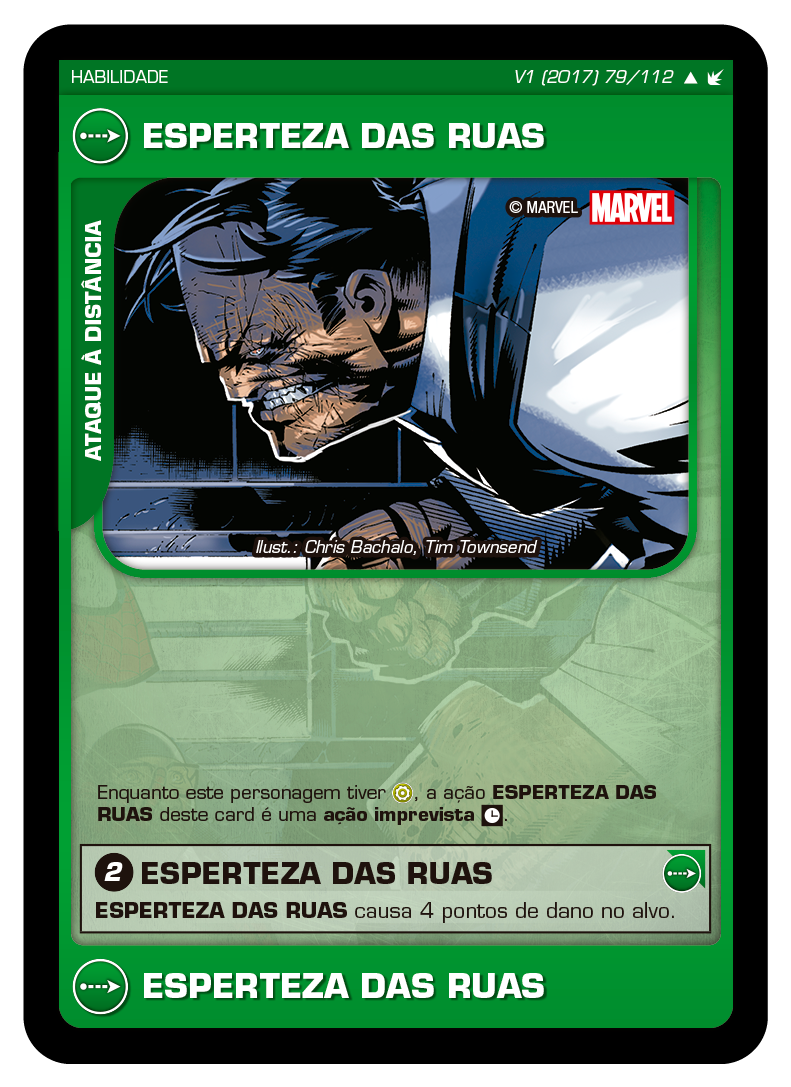 HABILIDADE
V1 (2017) 79/112
ESPERTEZA DAS RUAS
© MARVEL MARVEL
ATAQUE À DISTÂNCIA
Ilust.: Chris Bachalo, Tim Townsend
Enquanto este personagem tiver , a ação ESPERTEZA DAS
RUAS deste card é uma ação imprevista .
2 ESPERTEZA DAS RUAS
ESPERTEZA DAS RUAS causa 4 pontos de dano no alvo.
ESPERTEZA DAS RUAS